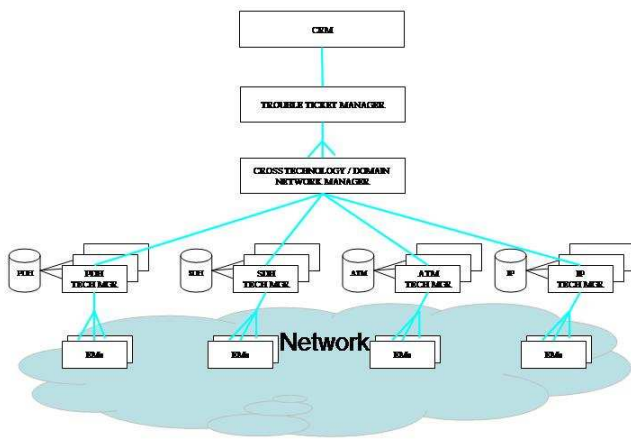 CRM
TROUBLE TICKET MANAGER
CROSS TECHNOLOGY / DOMAIN
NETWORK MANAGER
PDH
PDH
TECH MGR
SDH
SDH
TECH MGR
ATM
ATM
TECH MGR
IP
IP
TECH MGR
Network
EMs
EMs
EMs
EMs